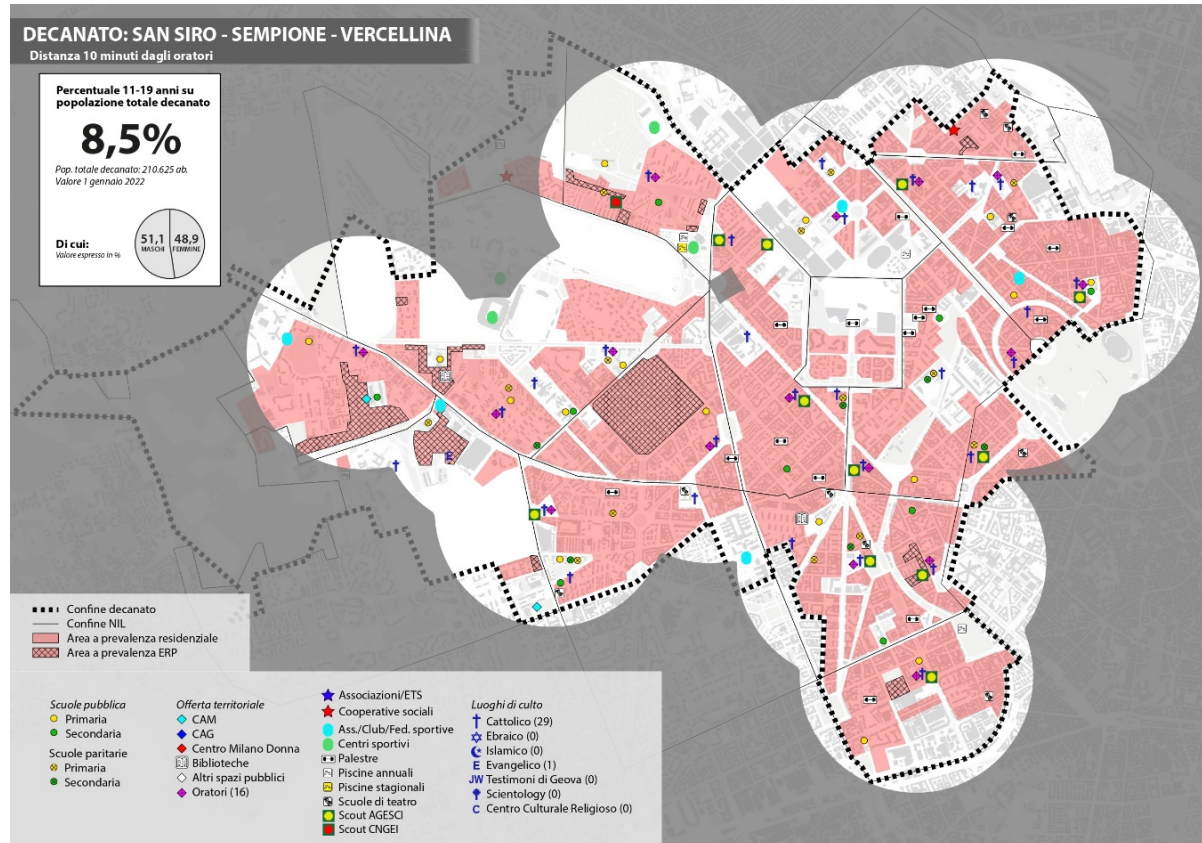 DECANATO: SAN SIRO - SEMPIONE - VERCELLINA
Distanza 10 minuti dagli oratori
Percentuale 11-19 anni su
popolazione totale decanato
8,5%
Pop. totale decanato: 210.625 ab.
Valore 1 gennaio 2022
Di cui:
Valore espresso in %
51,1
MASCHI
48,9
FEMMINE
Confine decanato
Confine NIL
Area a prevalenza residenziale
Area a prevalenza ERP
Scuole pubblica
Primaria
Secondaria
Scuole paritarie
Primaria
Secondaria
Offerta territoriale
CAM
CAG
Centro Milano Donna
Biblioteche
Altri spazi pubblici
Oratori (16)
Associazioni/ETS
Cooperative sociali
Ass./Club/Fed. sportive
Centri sportivi
Palestre
Piscine annuali
Piscine stagionali
Scuole di teatro
Scout AGESCI
Scout CNGEI
Luoghi di culto
Cattolico (29)
Ebraico (0)
Islamico (0)
E Evangelico (1)
JW Testimoni di Geova (0)
Scientology (0)
C Centro Culturale Religioso (0)
E